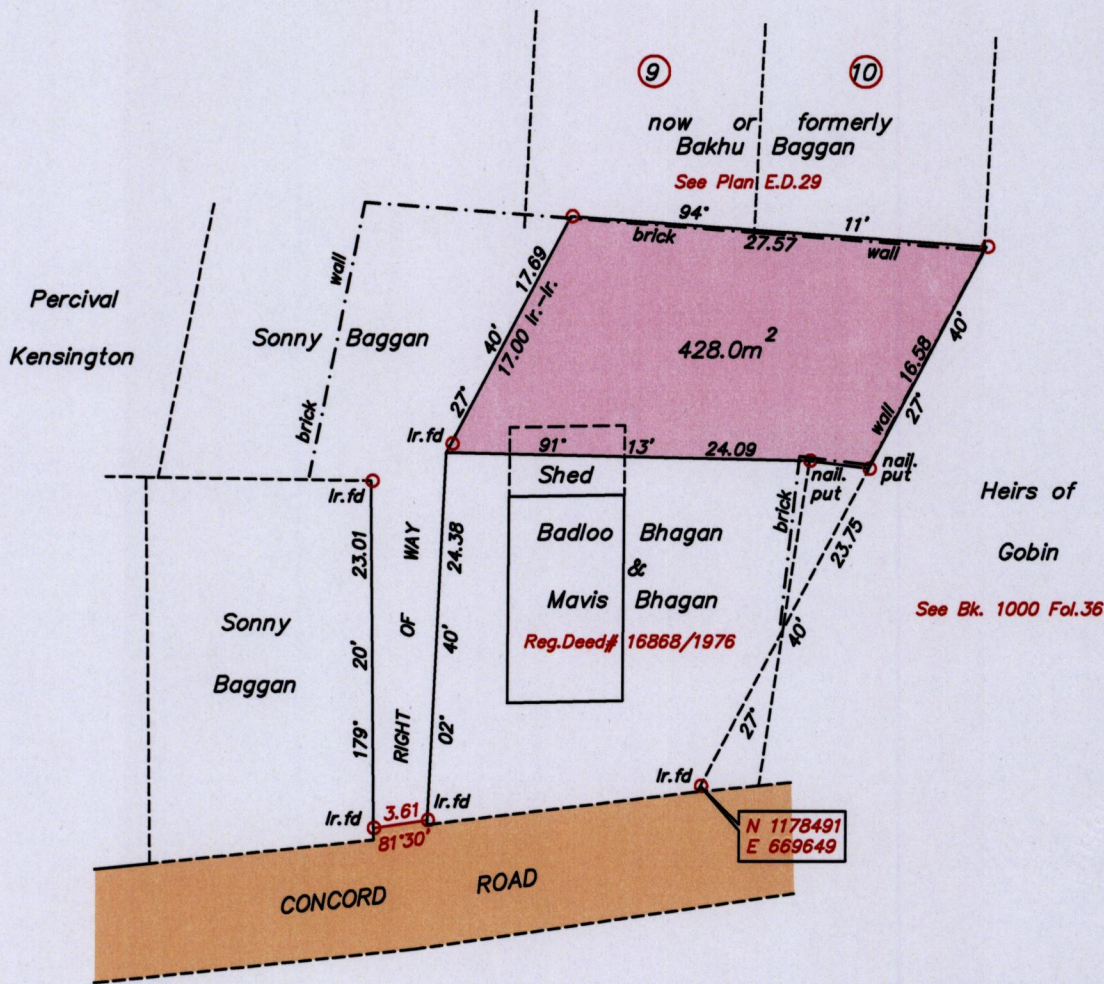 9
10
now or formerly
Bakhu Baggan
See Plan E.D.29
94° 11'
brick 27.57 wall
Percival
Kensington
wall
brick
Sonny Baggan
17.69
27° 40'
17.00 Ir.-Ir.
428.0m²
16.58
27° 40'
wall
Ir.fd
91° 13' 24.09
Shed
nail.
put
nail.
put
Ir.fd
Heirs of
Gobin
See Bk. 1000 Fol.36
Badloo Bhagan
&
Mavis Bhagan
Reg.Deed# 16868/1976
brick
23.75
27° 40'
Sonny
Baggan
179° 20' 23.01
RIGHT OF WAY
02° 40' 24.38
Ir.fd
Ir.fd
3.61
81°30'
Ir.fd
N 1178491
E 669649
CONCORD ROAD